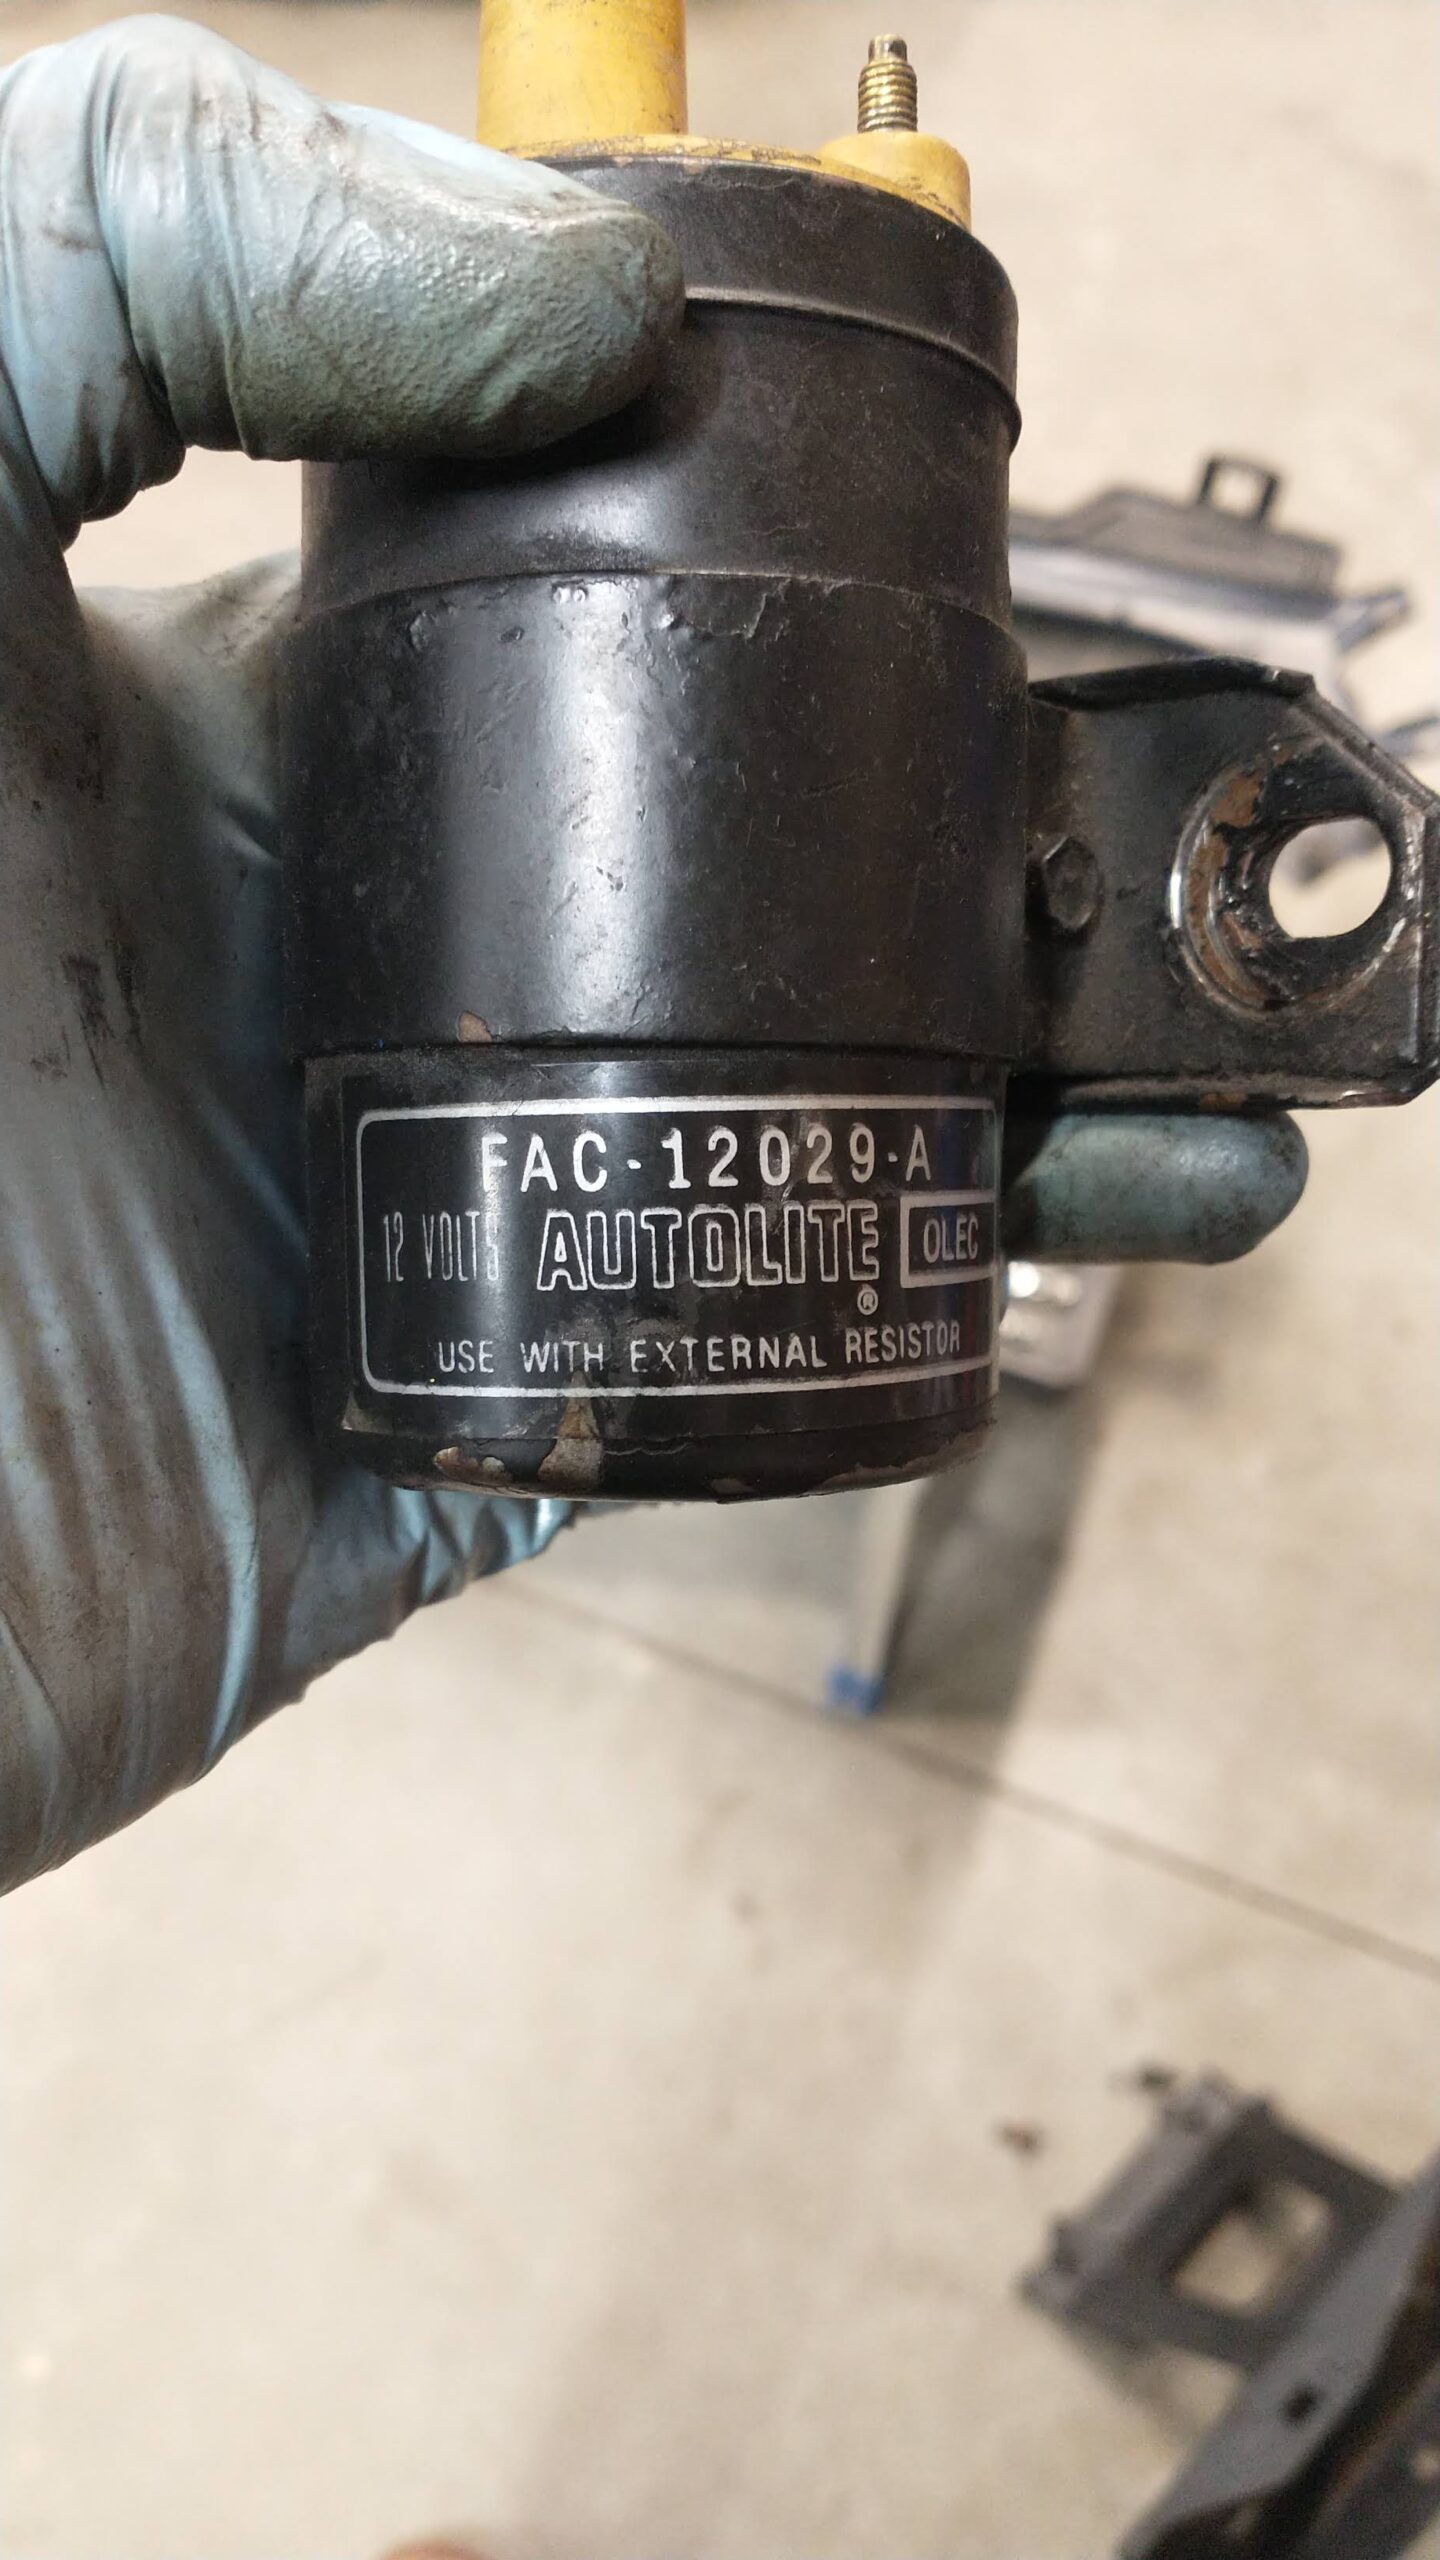 FAC-12029-A
12 VOLTS AUTOLITE® OLEC
USE WITH EXTERNAL RESISTOR